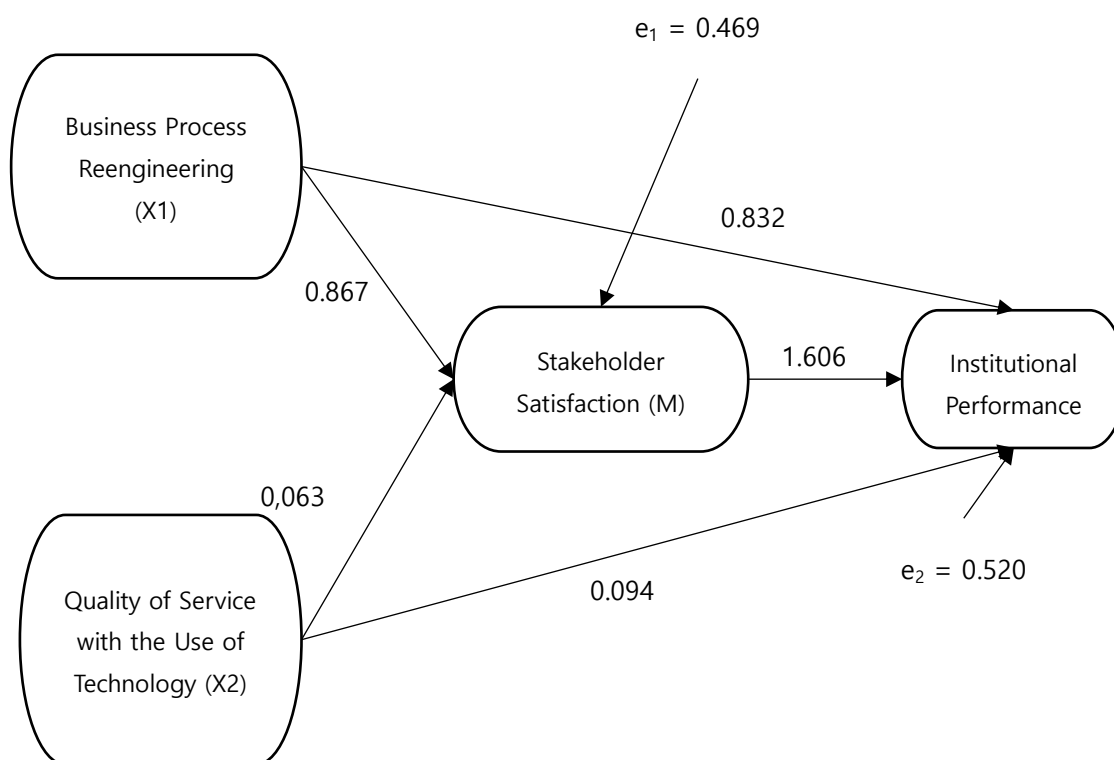 e₁ = 0.469
Business Process
Reengineering
(X1)
0.832
0.867
Stakeholder
Satisfaction (M)
1.606
Institutional
Performance
0,063
Quality of Service
with the Use of
Technology (X2)
0.094
e₂ = 0.520